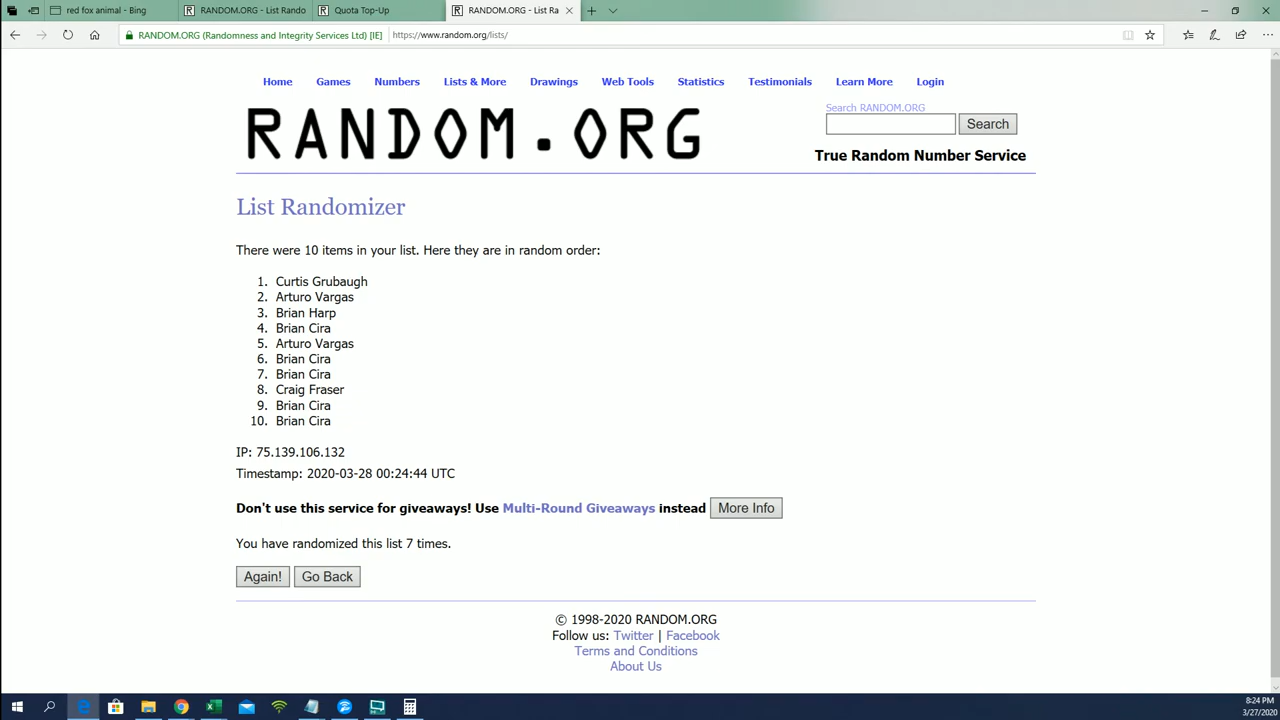 red fox animal - Bing
RANDOM.ORG - List Rando
Quota Top-Up
RANDOM.ORG - List Ra
RANDOM.ORG (Randomness and Integrity Services Ltd) [IE]
https://www.random.org/lists/
Home Games Numbers Lists & More Drawings Web Tools Statistics Testimonials Learn More Login
RANDOM.ORG
Search RANDOM.ORG
Search
True Random Number Service
List Randomizer
There were 10 items in your list. Here they are in random order:
1. Curtis Grubaugh
2. Arturo Vargas
3. Brian Harp
4. Brian Cira
5. Arturo Vargas
6. Brian Cira
7. Brian Cira
8. Craig Fraser
9. Brian Cira
10. Brian Cira
IP: 75.139.106.132
Timestamp: 2020-03-28 00:24:44 UTC
Don't use this service for giveaways! Use Multi-Round Giveaways instead More Info
You have randomized this list 7 times.
Again! Go Back
© 1998-2020 RANDOM.ORG
Follow us: Twitter | Facebook
Terms and Conditions
About Us
8:24 PM
3/27/2020